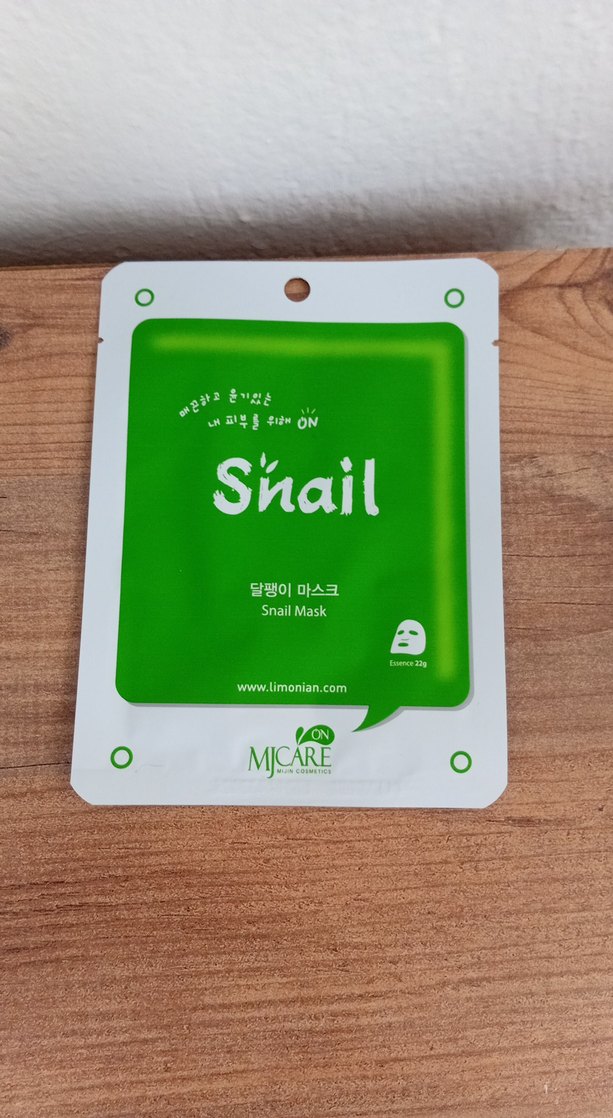 매끈하고 윤기있는
내 피부를 위해 ON
Snail
달팽이 마스크
Snail Mask
Essence 22g
www.limonian.com
ON
MJCARE
MIJIN COSMETICS